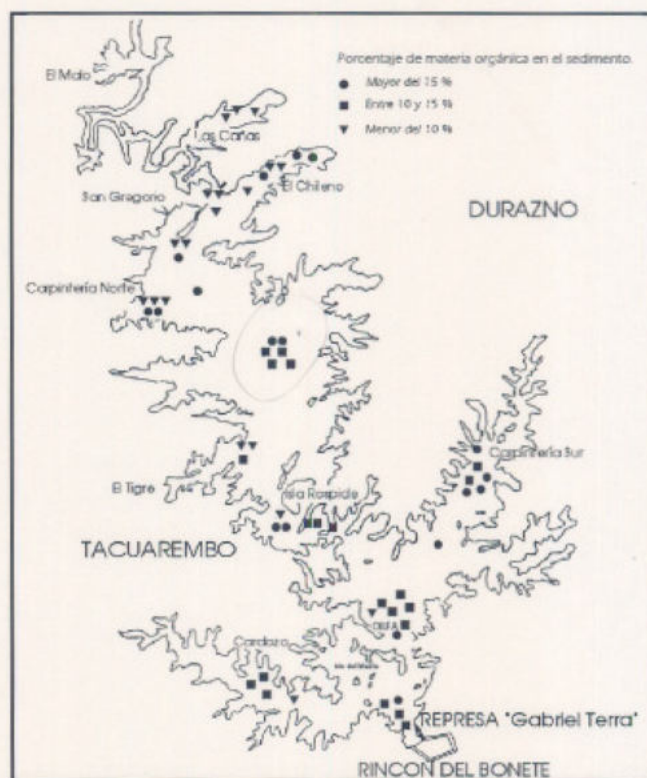 Porcentaje de materia orgánica en el sedimento.
Mayor del 15 %
Entre 10 y 15 %
Menor del 10 %
El Malo
Las Cañas
San Gregorio
El Chileno
DURAZNO
Carpintería Norte
Carpintería Sur
El Tigre
Isla Raspide
TACUAREMBO
Cardozo
REPRESA "Gabriel Terra"
RINCON DEL BONETE